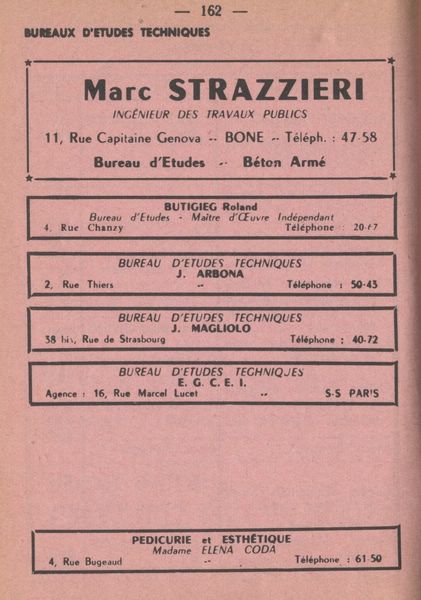 — 162 —
BUREAUX D'ETUDES TECHNIQUES
Marc STRAZZIERI
INGÉNIEUR DES TRAVAUX PUBLICS
11, Rue Capitaine Genova -- BONE -- Téléph. : 47-58
Bureau d'Etudes -- Béton Armé
BUTIGIEG Roland
Bureau d'Etudes - Maître d'Œuvre Indépendant
4, Rue Chanzy Téléphone : 20-67
BUREAU D'ETUDES TECHNIQUES
J. ARBONA
2, Rue Thiers -- Téléphone : 50-43
BUREAU D'ETUDES TECHNIQUES
J. MAGLIOLO
38 bis, Rue de Strasbourg Téléphone : 40-72
BUREAU D'ETUDES TECHNIQUES
E. G. C. E. I.
Agence : 16, Rue Marcel Lucet -- S-S PARIS
PEDICURIE et ESTHÊTIQUE
Madame ELENA CODA
4, Rue Bugeaud -- Téléphone : 61-50